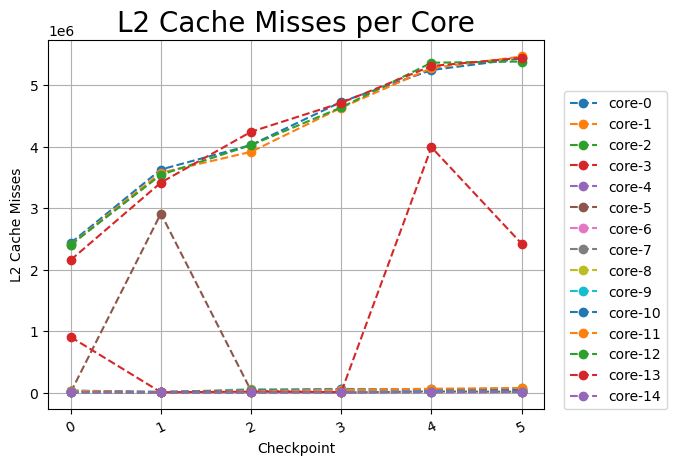 L2 Cache Misses per Core
1e6
5
4
3
2
1
0
L2 Cache Misses
0
1
2
3
4
5
Checkpoint
core-0
core-1
core-2
core-3
core-4
core-5
core-6
core-7
core-8
core-9
core-10
core-11
core-12
core-13
core-14